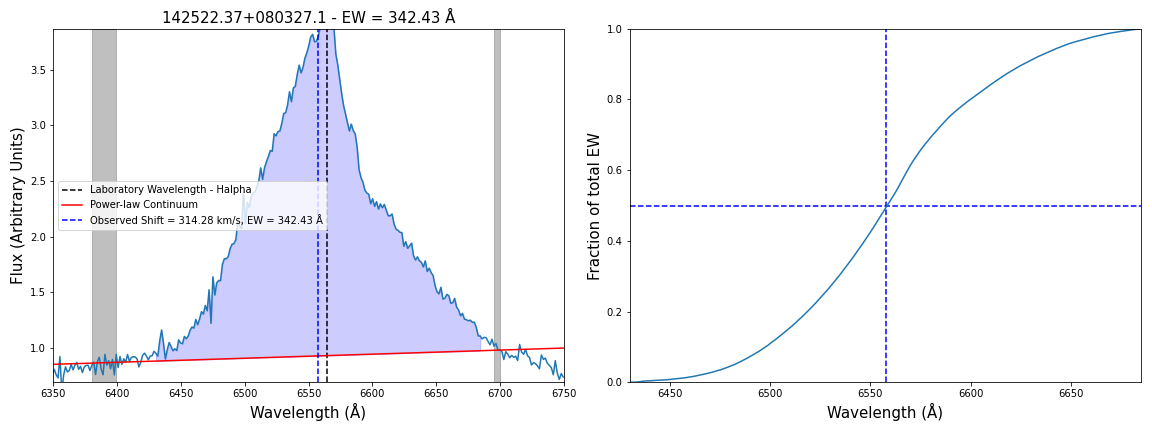 142522.37+080327.1 - EW = 342.43 Å
Flux (Arbitrary Units)
3.5
3.0
2.5
2.0
1.5
1.0
Laboratory Wavelength - Halpha
Power-law Continuum
Observed Shift = 314.28 km/s, EW = 342.43 Å
6350 6400 6450 6500 6550 6600 6650 6700 6750
Wavelength (Å)
Fraction of total EW
1.0
0.8
0.6
0.4
0.2
0.0
6450 6500 6550 6600 6650
Wavelength (Å)